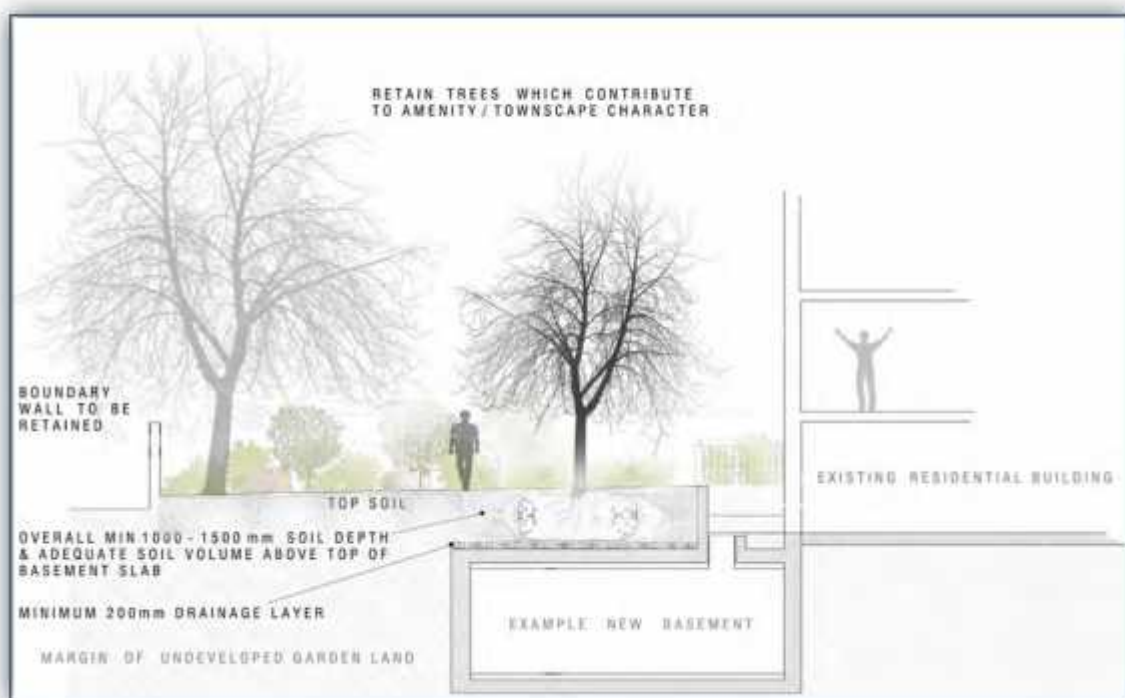 RETAIN TREES WHICH CONTRIBUTE
TO AMENITY / TOWNSCAPE CHARACTER
BOUNDARY
WALL TO BE
RETAINED
EXISTING RESIDENTIAL BUILDING
TOP SOIL
OVERALL MIN 1000 - 1500 mm SOIL DEPTH
& ADEQUATE SOIL VOLUME ABOVE TOP OF
BASEMENT SLAB
MINIMUM 200mm DRAINAGE LAYER
EXAMPLE NEW BASEMENT
MARGIN OF UNDEVELOPED GARDEN LAND